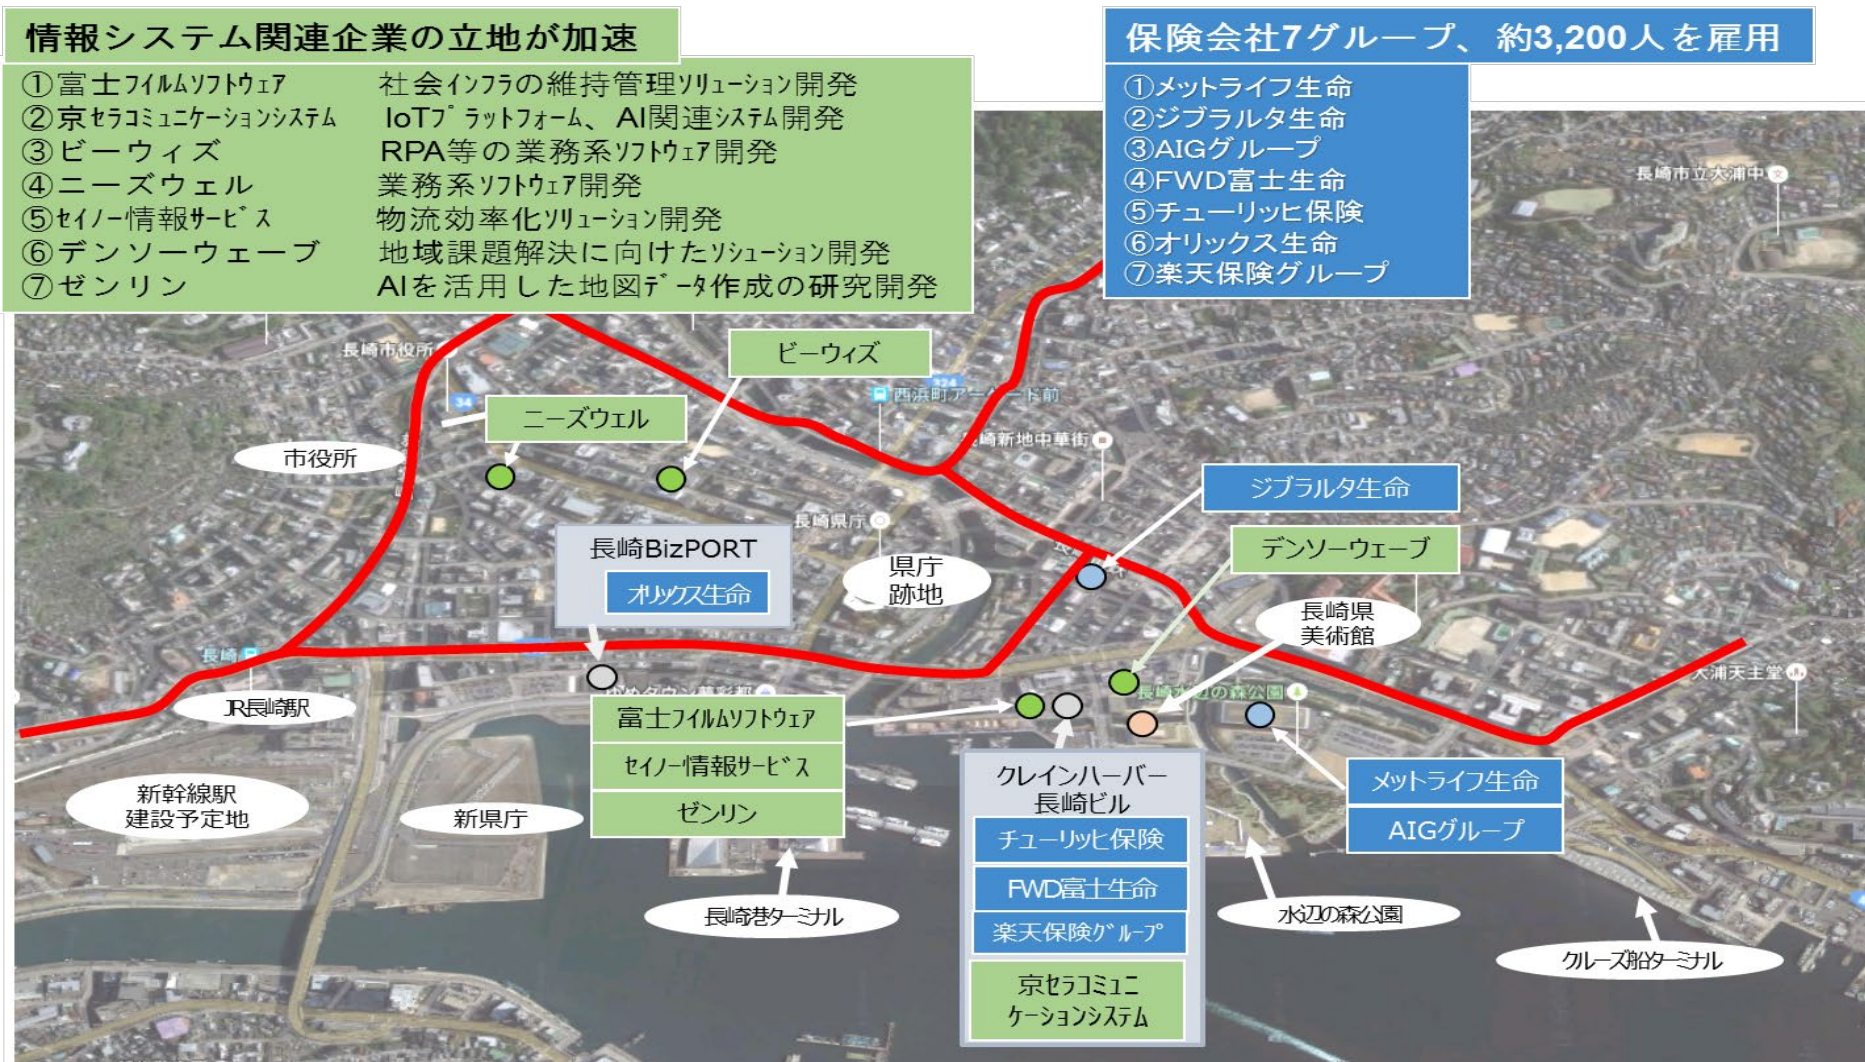 情報システム関連企業の立地が加速
①富士フイルムソフトウェア 社会インフラの維持管理ソリューション開発
②京セラコミュニケーションシステム IoTプラットフォーム、AI関連システム開発
③ビーウィズ RPA等の業務系ソフトウェア開発
④ニーズウェル 業務系ソフトウェア開発
⑤セイノー情報サービス 物流効率化ソリューション開発
⑥デンソーウェーブ 地域課題解決に向けたソシューション開発
⑦ゼンリン AIを活用した地図データ作成の研究開発
保険会社7グループ、約3,200人を雇用
①メットライフ生命
②ジブラルタ生命
③AIGグループ
④FWD富士生命
⑤チューリッヒ保険
⑥オリックス生命
⑦楽天保険グループ
長崎市立大浦中
長崎市役所
ビーウィズ
324
西浜町アーケード前
34
ニーズウェル
長崎新地中華街
市役所
ジブラルタ生命
長崎県庁
長崎BizPORT
オリックス生命
県庁
跡地
デンソーウェーブ
長崎県
美術館
長崎
JR長崎駅
長崎水辺の森公園
大浦天主堂
富士フイルムソフトウェア
セイノー情報サービス
ゼンリン
新幹線駅
建設予定地
新県庁
クレインハーバー
長崎ビル
チューリッヒ保険
FWD富士生命
楽天保険グループ
京セラコミュニ
ケーションシステム
メットライフ生命
AIGグループ
長崎港ターミナル
水辺の森公園
クルーズ船ターミナル